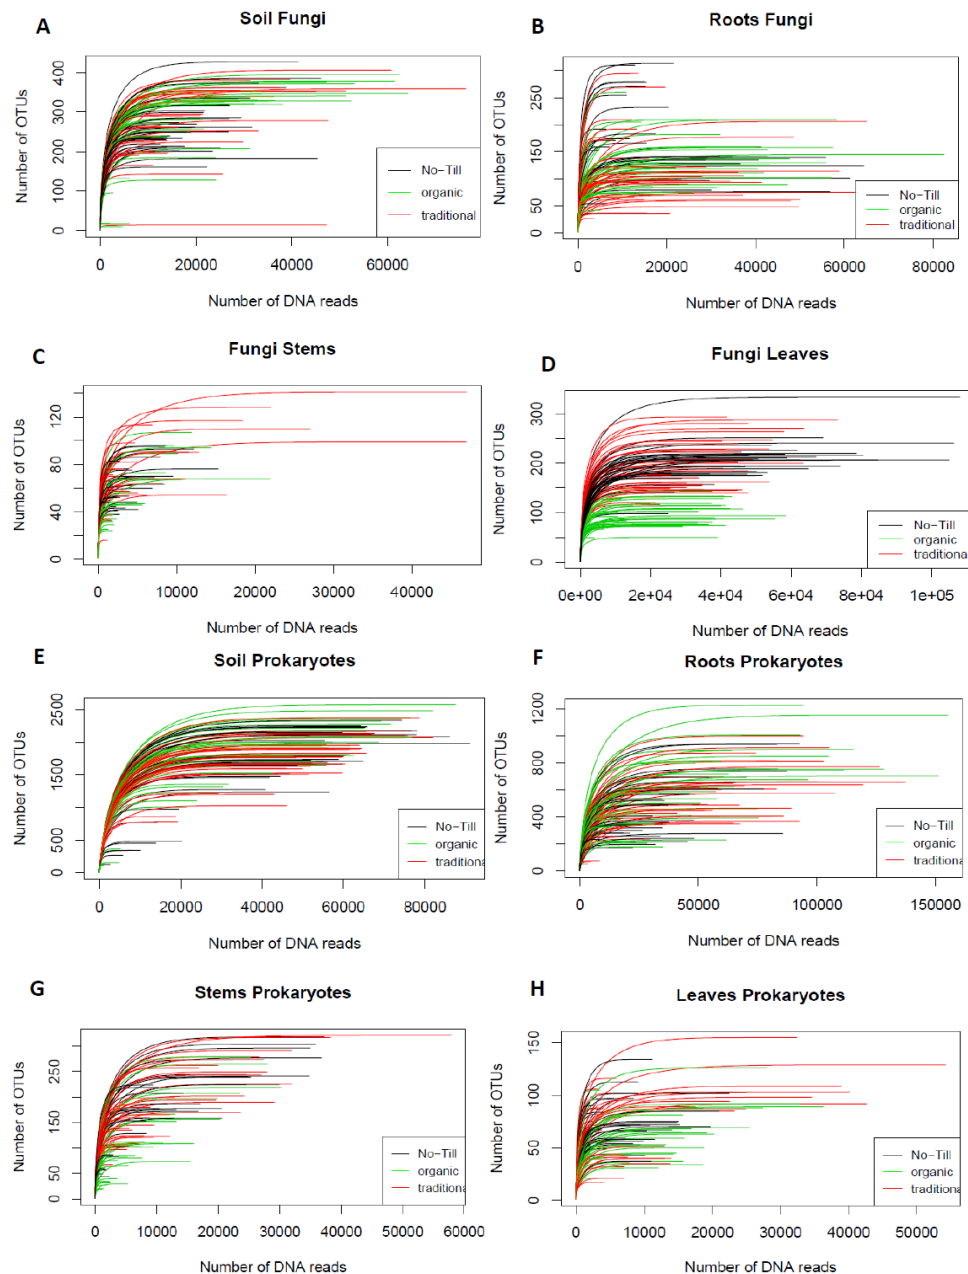 A
Soil Fungi
Number of OTUs
0 100 200 300 400
0 20000 40000 60000
Number of DNA reads
No-Till
organic
traditional
B
Roots Fungi
Number of OTUs
0 50 150 250
0 20000 40000 60000 80000
Number of DNA reads
No-Till
organic
traditional
C
Fungi Stems
Number of OTUs
0 40 80 120
0 10000 20000 30000 40000
Number of DNA reads
D
Fungi Leaves
Number of OTUs
0 100 200 300
0e+00 2e+04 4e+04 6e+04 8e+04 1e+05
Number of DNA reads
No-Till
organic
traditional
E
Soil Prokaryotes
Number of OTUs
0 500 1500 2500
0 20000 40000 60000 80000
Number of DNA reads
No-Till
organic
traditiona
F
Roots Prokaryotes
Number of OTUs
0 400 800 1200
0 50000 100000 150000
Number of DNA reads
No-Till
organic
traditional
G
Stems Prokaryotes
Number of OTUs
0 50 150 250
0 10000 20000 30000 40000 50000 60000
Number of DNA reads
No-Till
organic
traditional
H
Leaves Prokaryotes
Number of OTUs
0 50 100 150
0 10000 20000 30000 40000 50000
Number of DNA reads
No-Till
organic
traditional